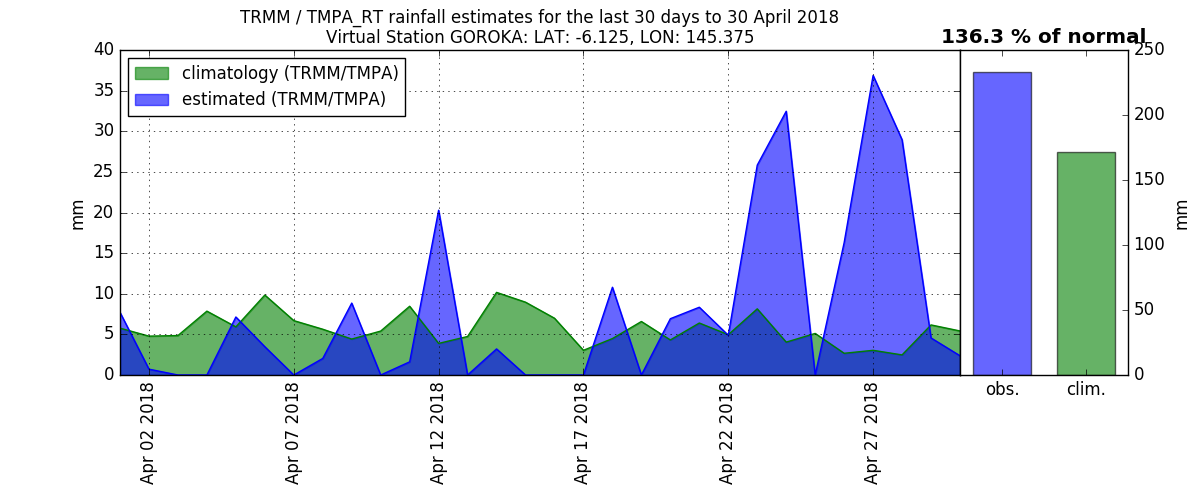 TRMM / TMPA_RT rainfall estimates for the last 30 days to 30 April 2018
Virtual Station GOROKA: LAT: -6.125, LON: 145.375
136.3 % of normal
climatology (TRMM/TMPA)
estimated (TRMM/TMPA)
mm
40
35
30
25
20
15
10
5
0
Apr 02 2018
Apr 07 2018
Apr 12 2018
Apr 17 2018
Apr 22 2018
Apr 27 2018
250
200
150
100
50
0
mm
obs.
clim.